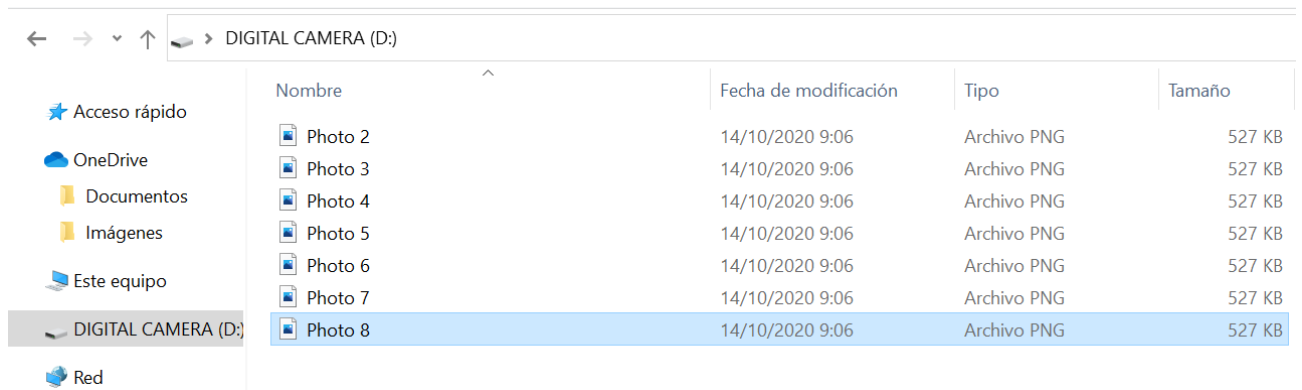 DIGITAL CAMERA (D:)
Nombre Fecha de modificación Tipo Tamaño
Acceso rápido
OneDrive
Documentos
Imágenes
Este equipo
DIGITAL CAMERA (D:)
Red
Photo 2 14/10/2020 9:06 Archivo PNG 527 KB
Photo 3 14/10/2020 9:06 Archivo PNG 527 KB
Photo 4 14/10/2020 9:06 Archivo PNG 527 KB
Photo 5 14/10/2020 9:06 Archivo PNG 527 KB
Photo 6 14/10/2020 9:06 Archivo PNG 527 KB
Photo 7 14/10/2020 9:06 Archivo PNG 527 KB
Photo 8 14/10/2020 9:06 Archivo PNG 527 KB